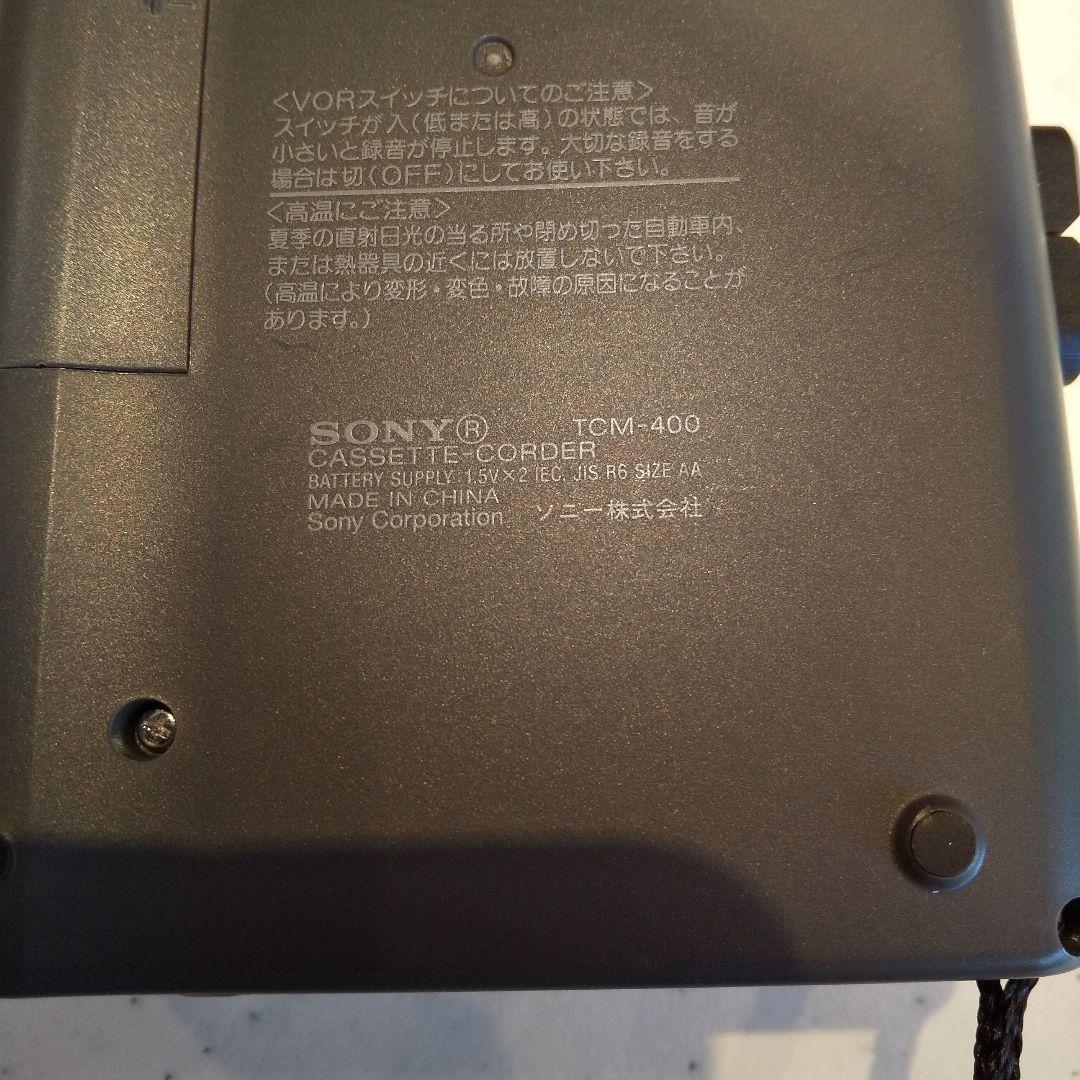 <VORスイッチについてのご注意>
スイッチが入(低または高)の状態では、音が
小さいと録音が停止します。大切な録音をする
場合は切(OFF)にしてお使い下さい。
<高温にご注意>
夏季の直射日光の当る所や閉め切った自動車内、
または熱器具の近くには放置しないで下さい。
(高温により変形・変色・故障の原因になることが
あります。)
SONY® TCM-400
CASSETTE-CORDER
BATTERY SUPPLY: 1.5V×2 IEC, JIS R6 SIZE AA
MADE IN CHINA
Sony Corporation ソニー株式会社